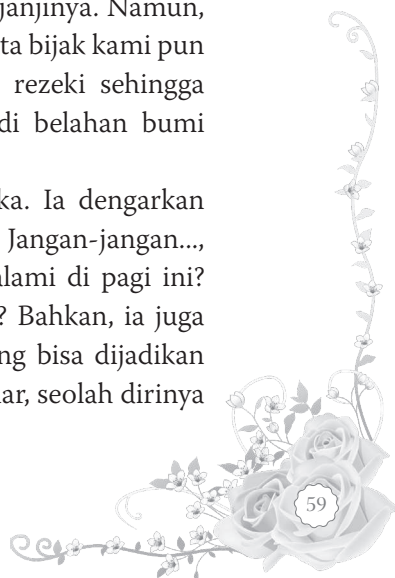 janjinya. Namun,
ta bijak kami pun
rezeki sehingga
di belahan bumi
ka. Ia dengarkan
Jangan-jangan...,
alami di pagi ini?
? Bahkan, ia juga
ng bisa dijadikan
ar, seolah dirinya
59